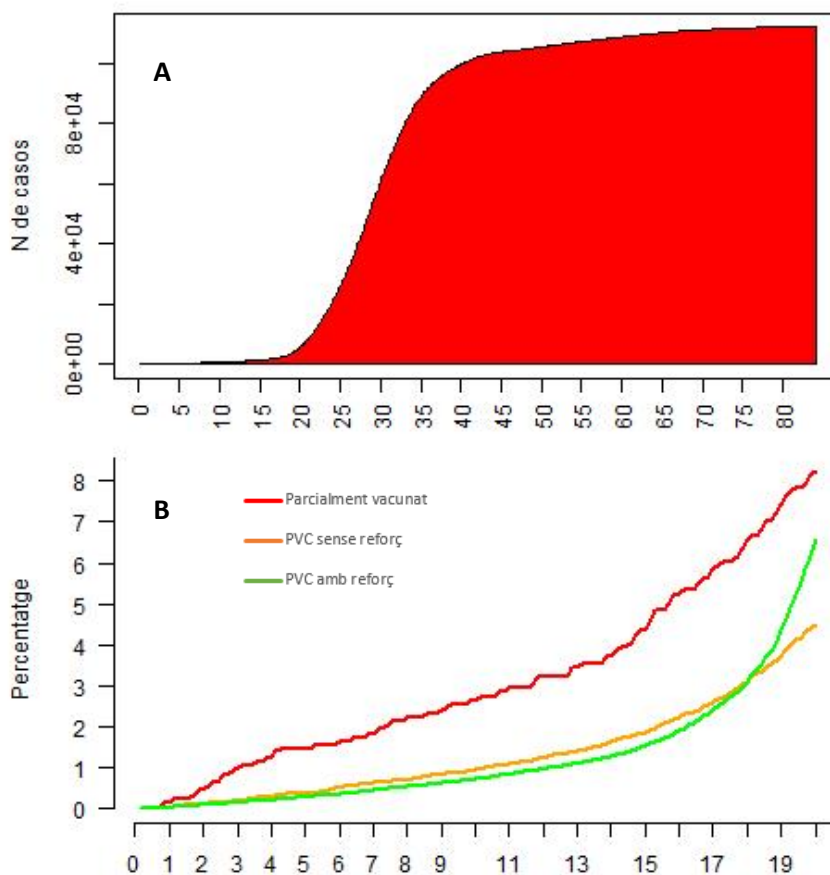 A
N de casos
8e+04
4e+04
0e+00
0 5 10 15 20 25 30 35 40 45 50 55 60 65 70 75 80
B
Parcialment vacunat
PVC sense reforç
PVC amb reforç
Percentatge
8
7
6
5
4
3
2
1
0
0 1 2 3 4 5 6 7 8 9 11 13 15 17 19